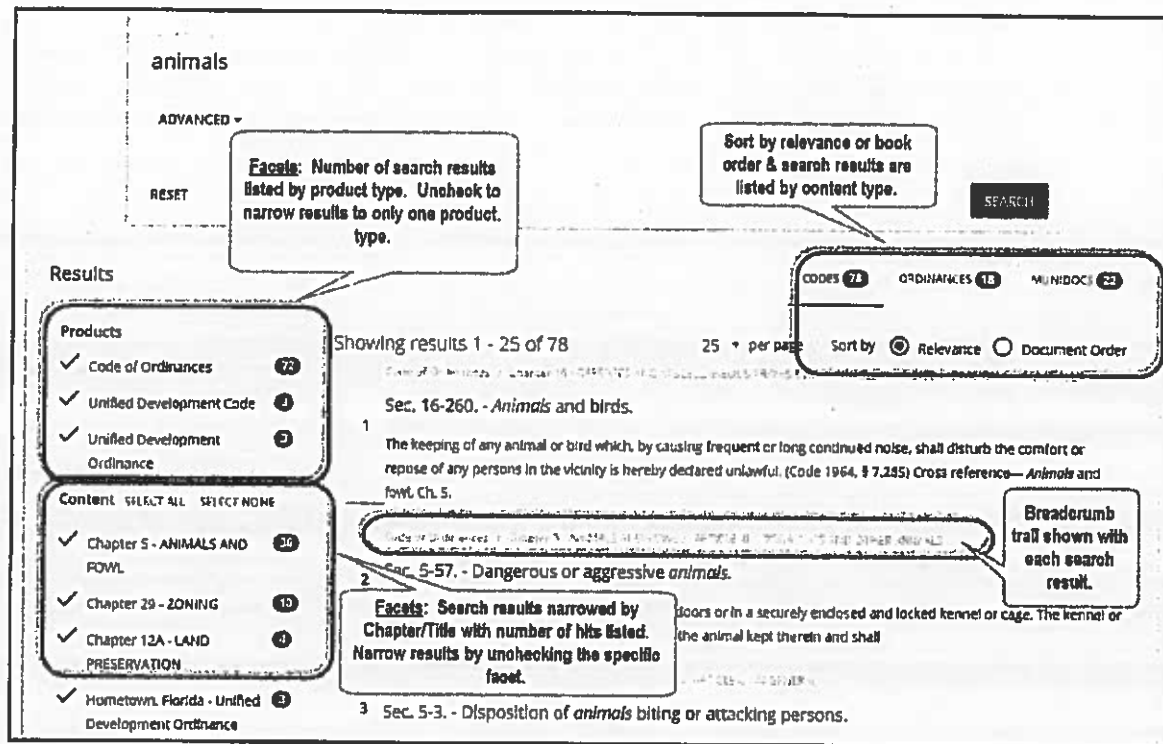 animals
ADVANCED
RESET
Facets: Number of search results
listed by product type. Uncheck to
narrow results to only one product.
type.
Sort by relevance or book
order & search results are
listed by content type.
SEARCH
Results
CODES 78 ORDINANCES 18 MUNIDOCS 22
Products
Code of Ordinances 72
Unified Development Code
Unified Development 3
Ordinance
Showing results 1 - 25 of 78
25 per page
Sort by Relevance Document Order
Sec. 16-260. - Animals and birds.
1
The keeping of any animal or bird which, by causing frequent or long continued noise, shall disturb the comfort or
repose of any persons in the vicinity is hereby declared unlawful. (Code 1964, § 7,285) Cross reference— Animals and
fowl, Ch. 5.
Content SELECT ALL SELECT NONE
Chapter 5 - ANIMALS AND
FOWL
Chapter 29 - ZONING 10
Chapter 12A - LAND 4
PRESERVATION
Hometown, Florida - Unified 3
Development Ordinance
Breadcrumb
trail shown with
each search
result.
2 Sec. 5-57. - Dangerous or aggressive animals.
doors or in a securely enclosed and locked kennel or cage. The kennel or
the animal kept therein and shall
Facets: Search results narrowed by
Chapter/Title with number of hits listed.
Narrow results by unchecking the specific
facet.
3 Sec. 5-3. - Disposition of animals biting or attacking persons.